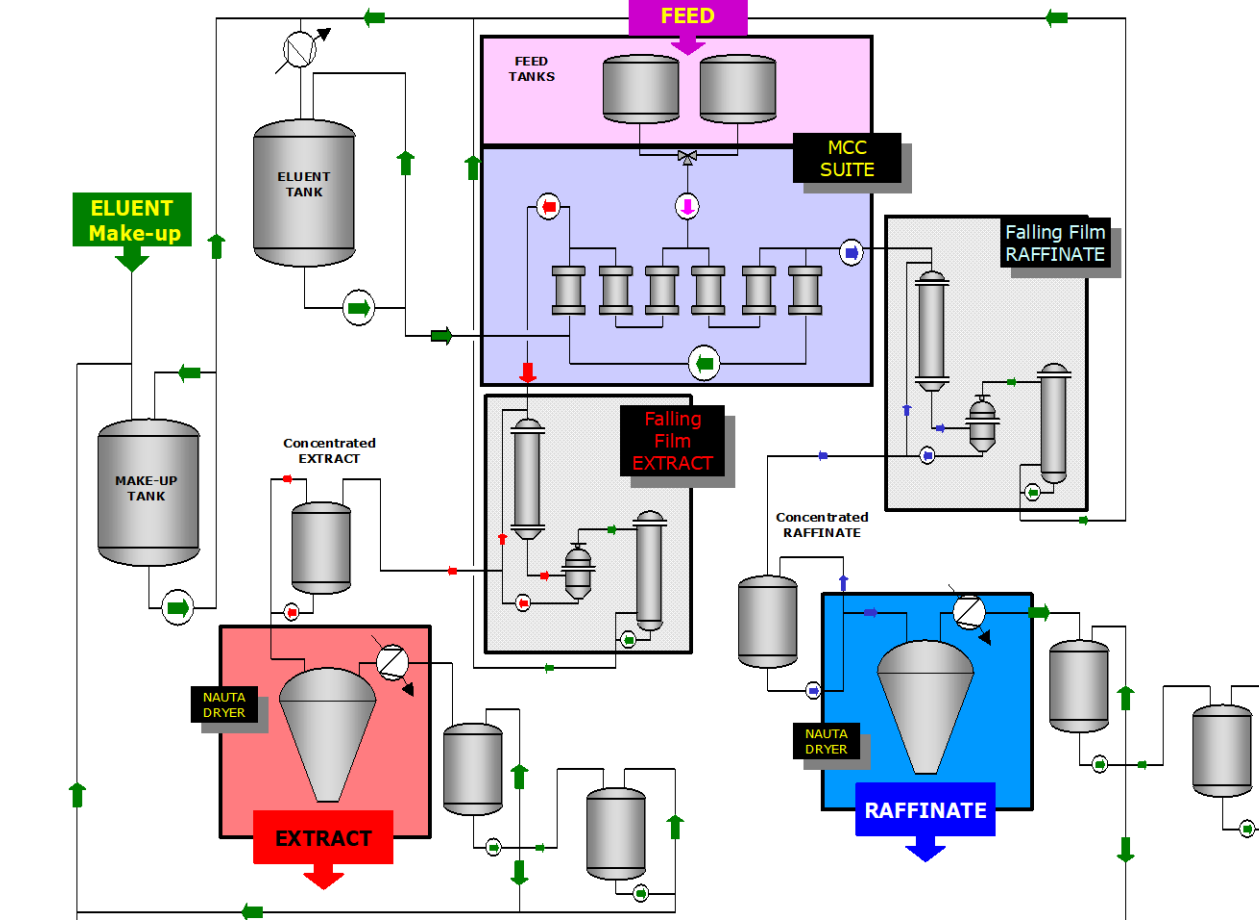 FEED
FEED
TANKS
MCC
SUITE
ELUENT
TANK
ELUENT
Make-up
Falling Film
RAFFINATE
Falling
Film
EXTRACT
Concentrated
EXTRACT
MAKE-UP
TANK
Concentrated
RAFFINATE
NAUTA
DRYER
NAUTA
DRYER
EXTRACT
RAFFINATE